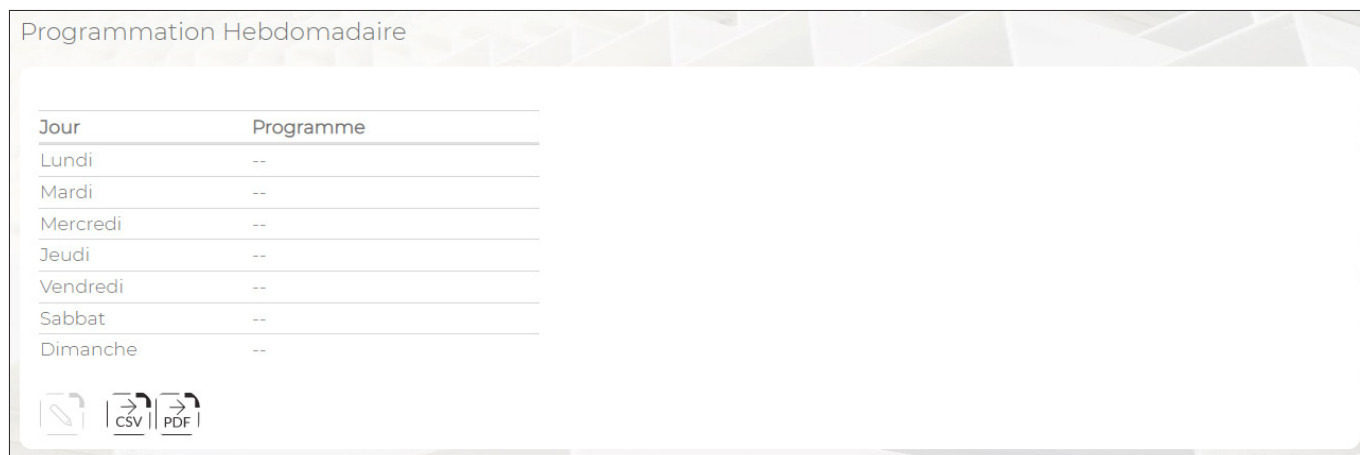 Programmation Hebdomadaire
Jour Programme
Lundi --
Mardi --
Mercredi --
Jeudi --
Vendredi --
Sabbat --
Dimanche --
CSV PDF